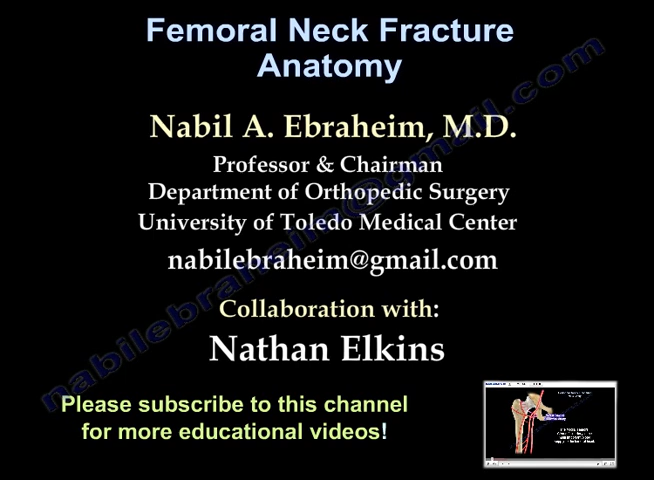 Femoral Neck Fracture
Anatomy
Nabil A. Ebraheim, M.D.
Professor & Chairman
Department of Orthopedic Surgery
University of Toledo Medical Center
nabilebraheim@gmail.com
nabilebraheim@gmail.com
Collaboration with:
Nathan Elkins
Please subscribe to this channel
for more educational videos!